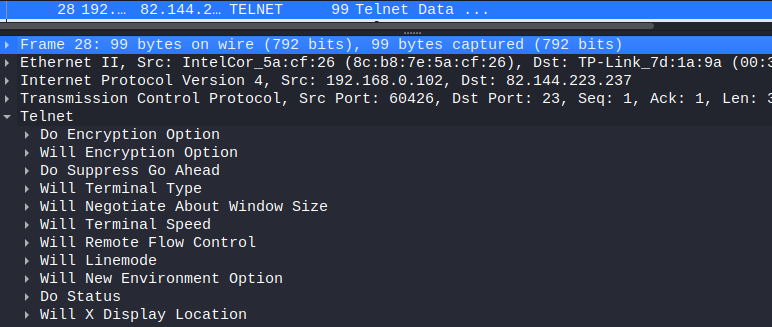 28 192.… 82.144.2… TELNET 99 Telnet Data ...
Frame 28: 99 bytes on wire (792 bits), 99 bytes captured (792 bits)
Ethernet II, Src: IntelCor_5a:cf:26 (8c:b8:7e:5a:cf:26), Dst: TP-Link_7d:1a:9a (00:3
Internet Protocol Version 4, Src: 192.168.0.102, Dst: 82.144.223.237
Transmission Control Protocol, Src Port: 60426, Dst Port: 23, Seq: 1, Ack: 1, Len: 3
Telnet
Do Encryption Option
Will Encryption Option
Do Suppress Go Ahead
Will Terminal Type
Will Negotiate About Window Size
Will Terminal Speed
Will Remote Flow Control
Will Linemode
Will New Environment Option
Do Status
Will X Display Location